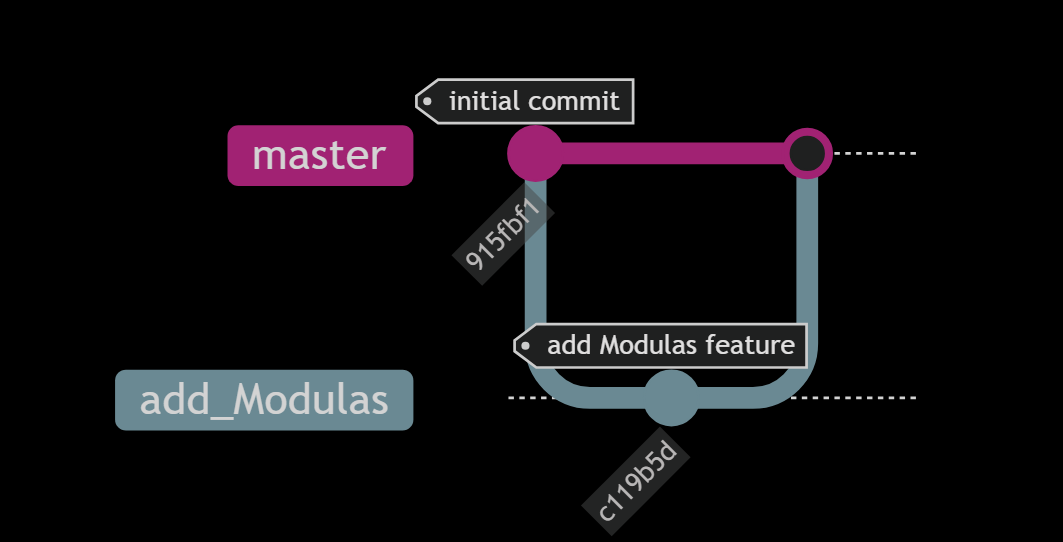 initial commit
master
915fbf1
add Modulas feature
add_Modulas
c119b5d